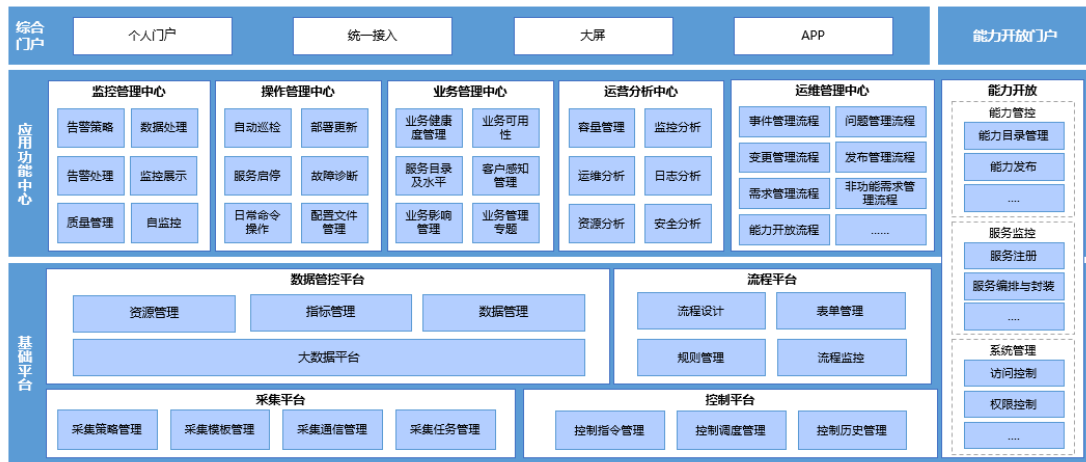 综合
门户
个人门户
统一接入
大屏
APP
能力开放门户
应用功能中心
监控管理中心
告警策略
数据处理
告警处理
监控展示
质量管理
自监控
操作管理中心
自动巡检
部署更新
服务启停
故障诊断
日常命令
操作
配置文件
管理
业务管理中心
业务健康
度管理
业务可用
性
服务目录
及水平
客户感知
管理
业务影响
管理
业务管理
专题
运营分析中心
容量管理
监控分析
运维分析
日志分析
资源分析
安全分析
运维管理中心
事件管理流程
问题管理流程
变更管理流程
发布管理流程
需求管理流程
非功能需求管
理流程
能力开放流程
......
能力开放
能力管控
能力目录管理
能力发布
....
服务监控
服务注册
服务编排与封装
....
系统管理
访问控制
权限控制
....
基础平台
数据管控平台
资源管理
指标管理
数据管理
大数据平台
流程平台
流程设计
表单管理
规则管理
流程监控
采集平台
采集策略管理
采集模板管理
采集通信管理
采集任务管理
控制平台
控制指令管理
控制调度管理
控制历史管理